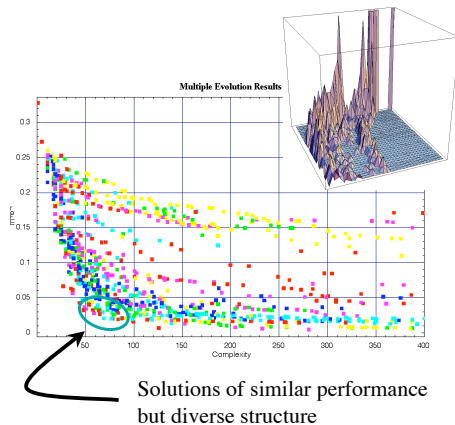 Multiple Evolution Results
0.3
0.25
0.2
0.15
0.1
0.05
0
50 100 150 200 250 300 350 400
Complexity
Solutions of similar performance
but diverse structure